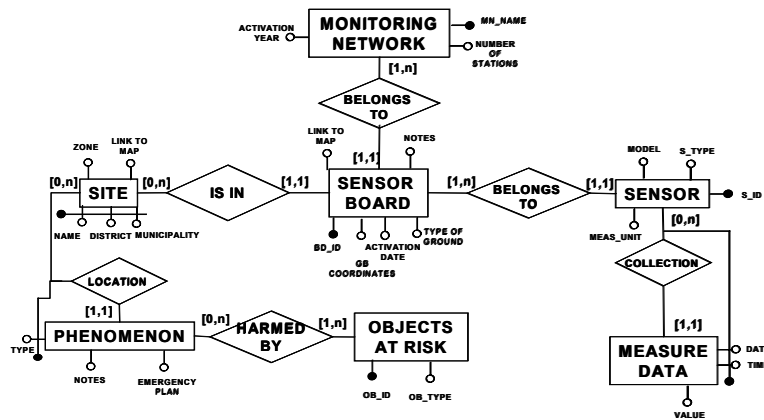 MONITORING
NETWORK
ACTIVATION
YEAR
MN_NAME
NUMBER
OF
STATIONS
[1,n]
BELONGS
TO
[1,1]
LINK TO
MAP
NOTES
ZONE
LINK TO
MAP
[0,n]
SITE
[0,n]
IS IN
[1,1]
SENSOR
BOARD
[1,n]
BELONGS
TO
[1,1]
MODEL
S_TYPE
SENSOR
S_ID
MEAS_UNIT
[0,n]
NAME
DISTRICT
MUNICIPALITY
BD_ID
GB
COORDINATES
ACTIVATION
DATE
TYPE OF
GROUND
LOCATION
[1,1]
COLLECTION
[1,1]
PHENOMENON
TYPE
NOTES
EMERGENCY
PLAN
[0,n]
HARMED
BY
[1,n]
OBJECTS
AT RISK
OB_ID
OB_TYPE
MEASURE
DATA
DAT
TIM
VALUE